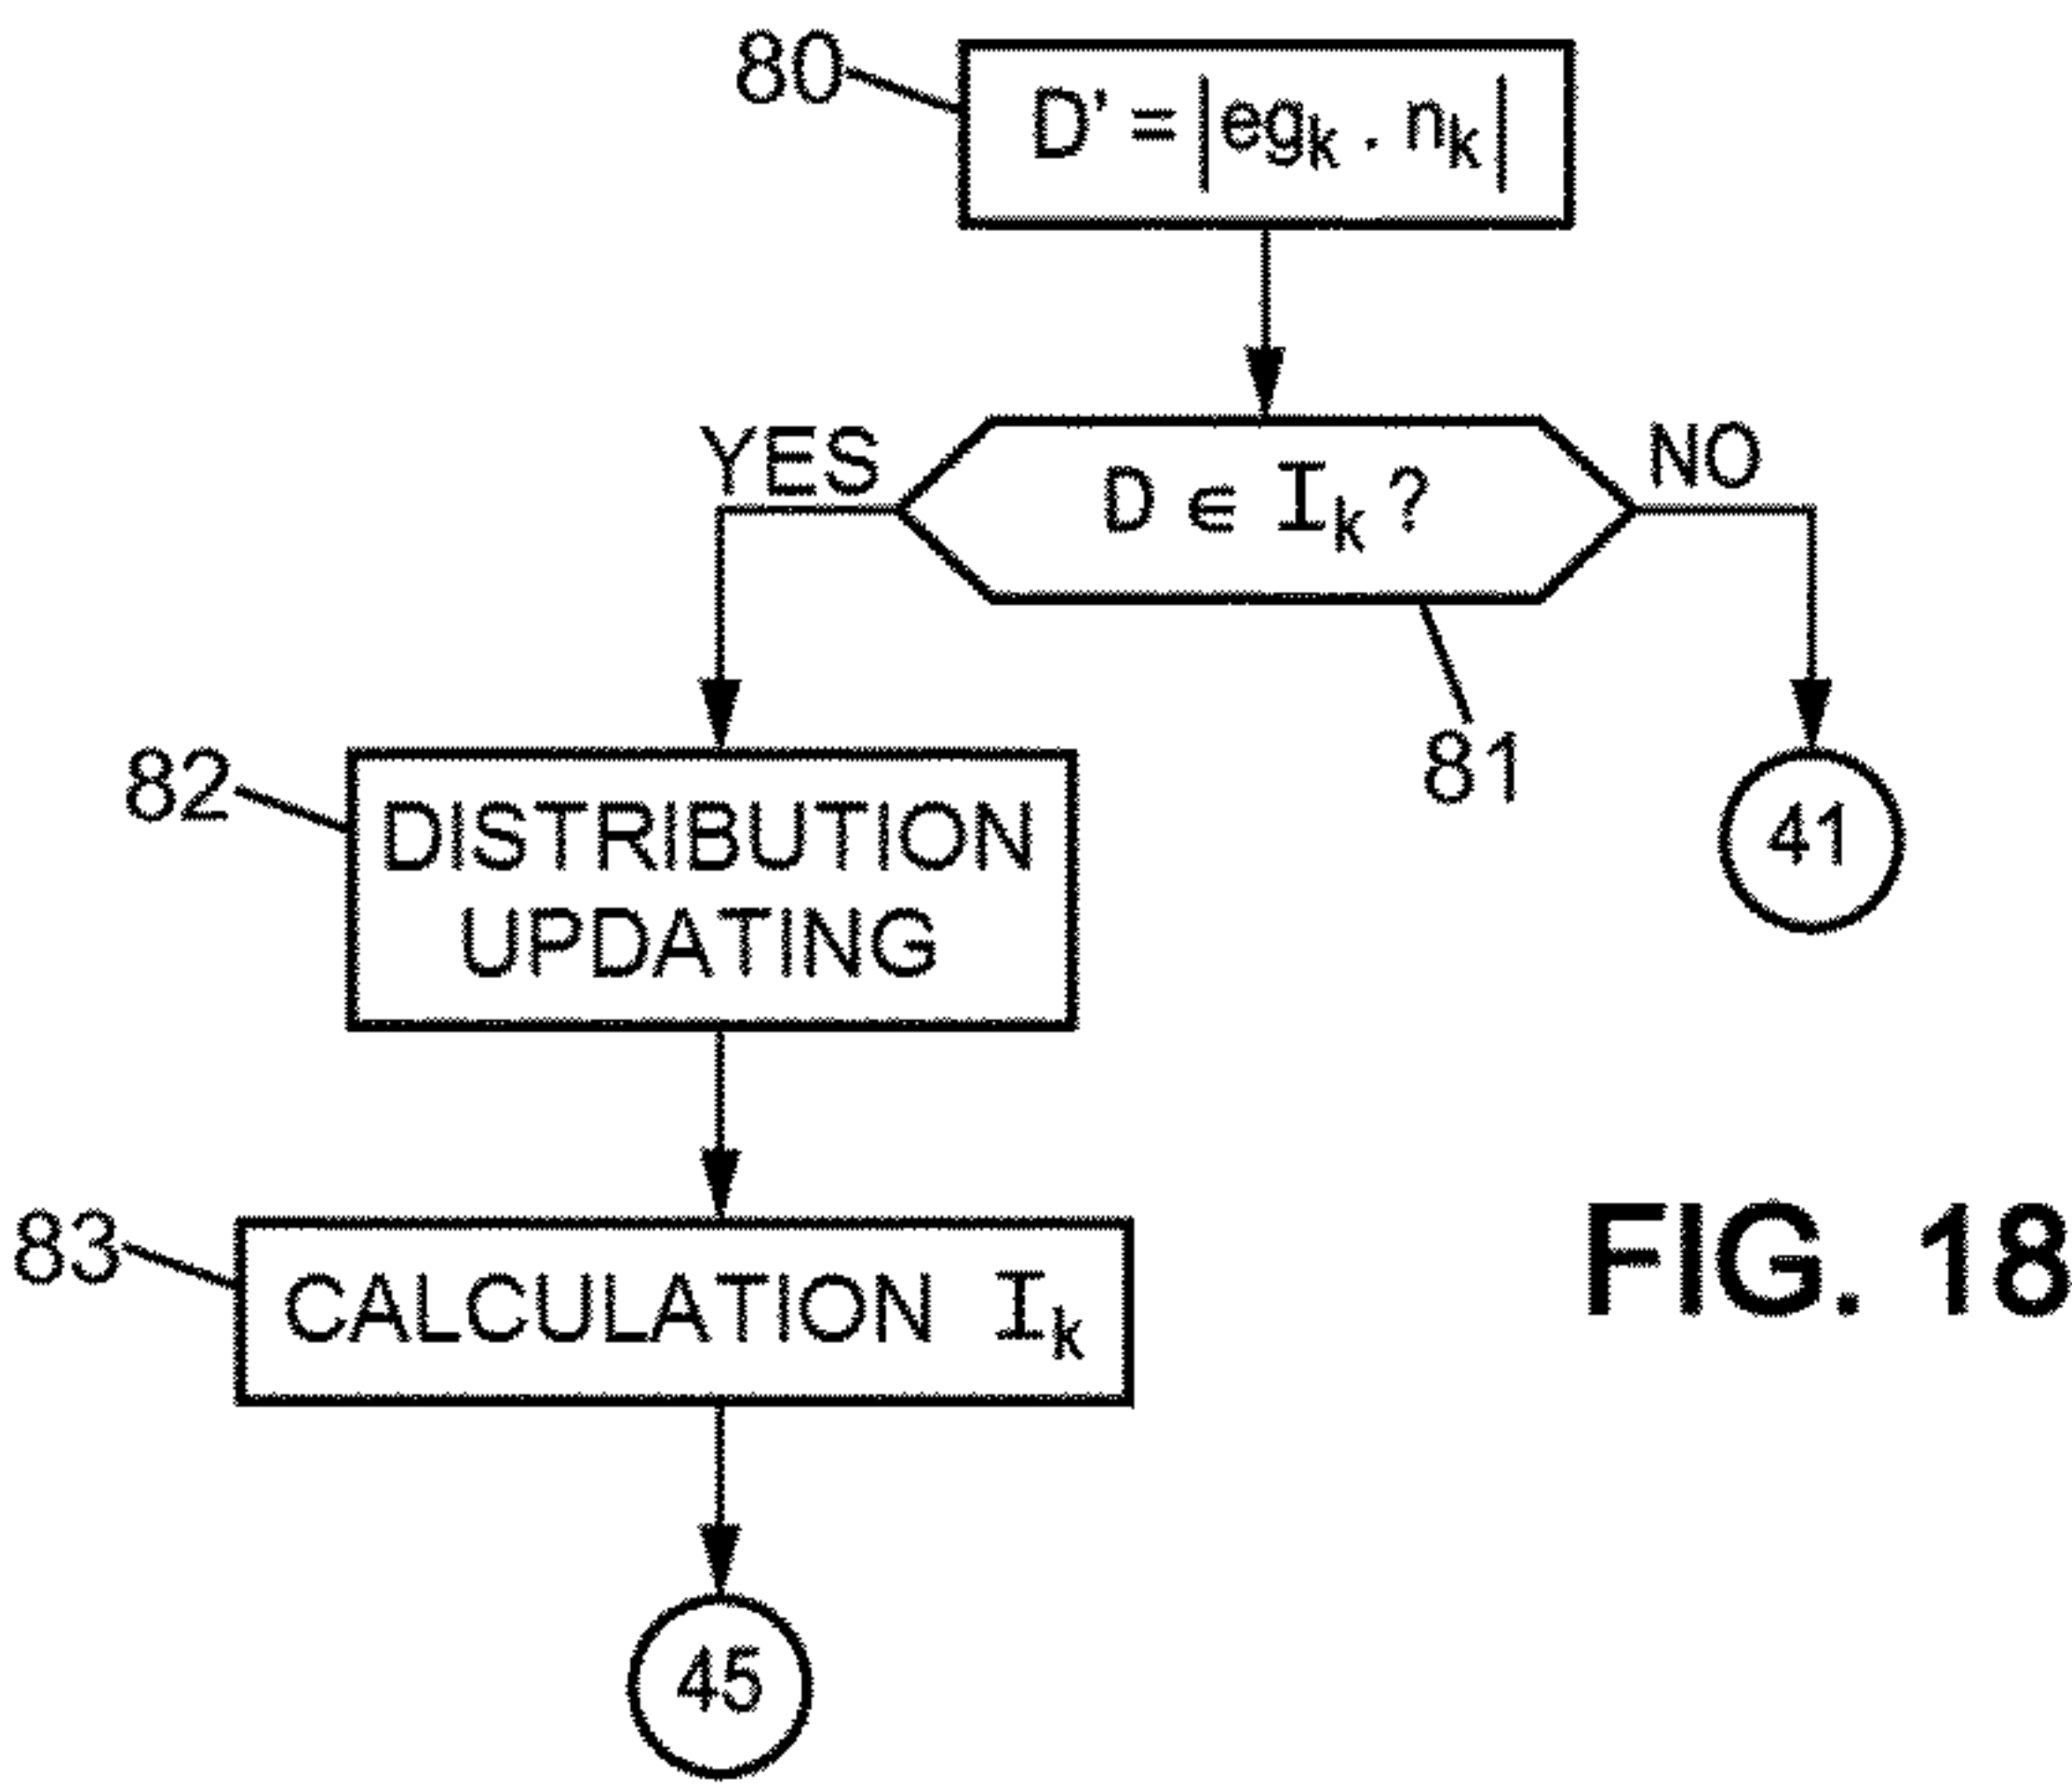 80
D' = |eg_k . n_k|
YES
D ∈ I_k ?
NO
81
82
DISTRIBUTION
UPDATING
41
83
CALCULATION I_k
FIG. 18
45